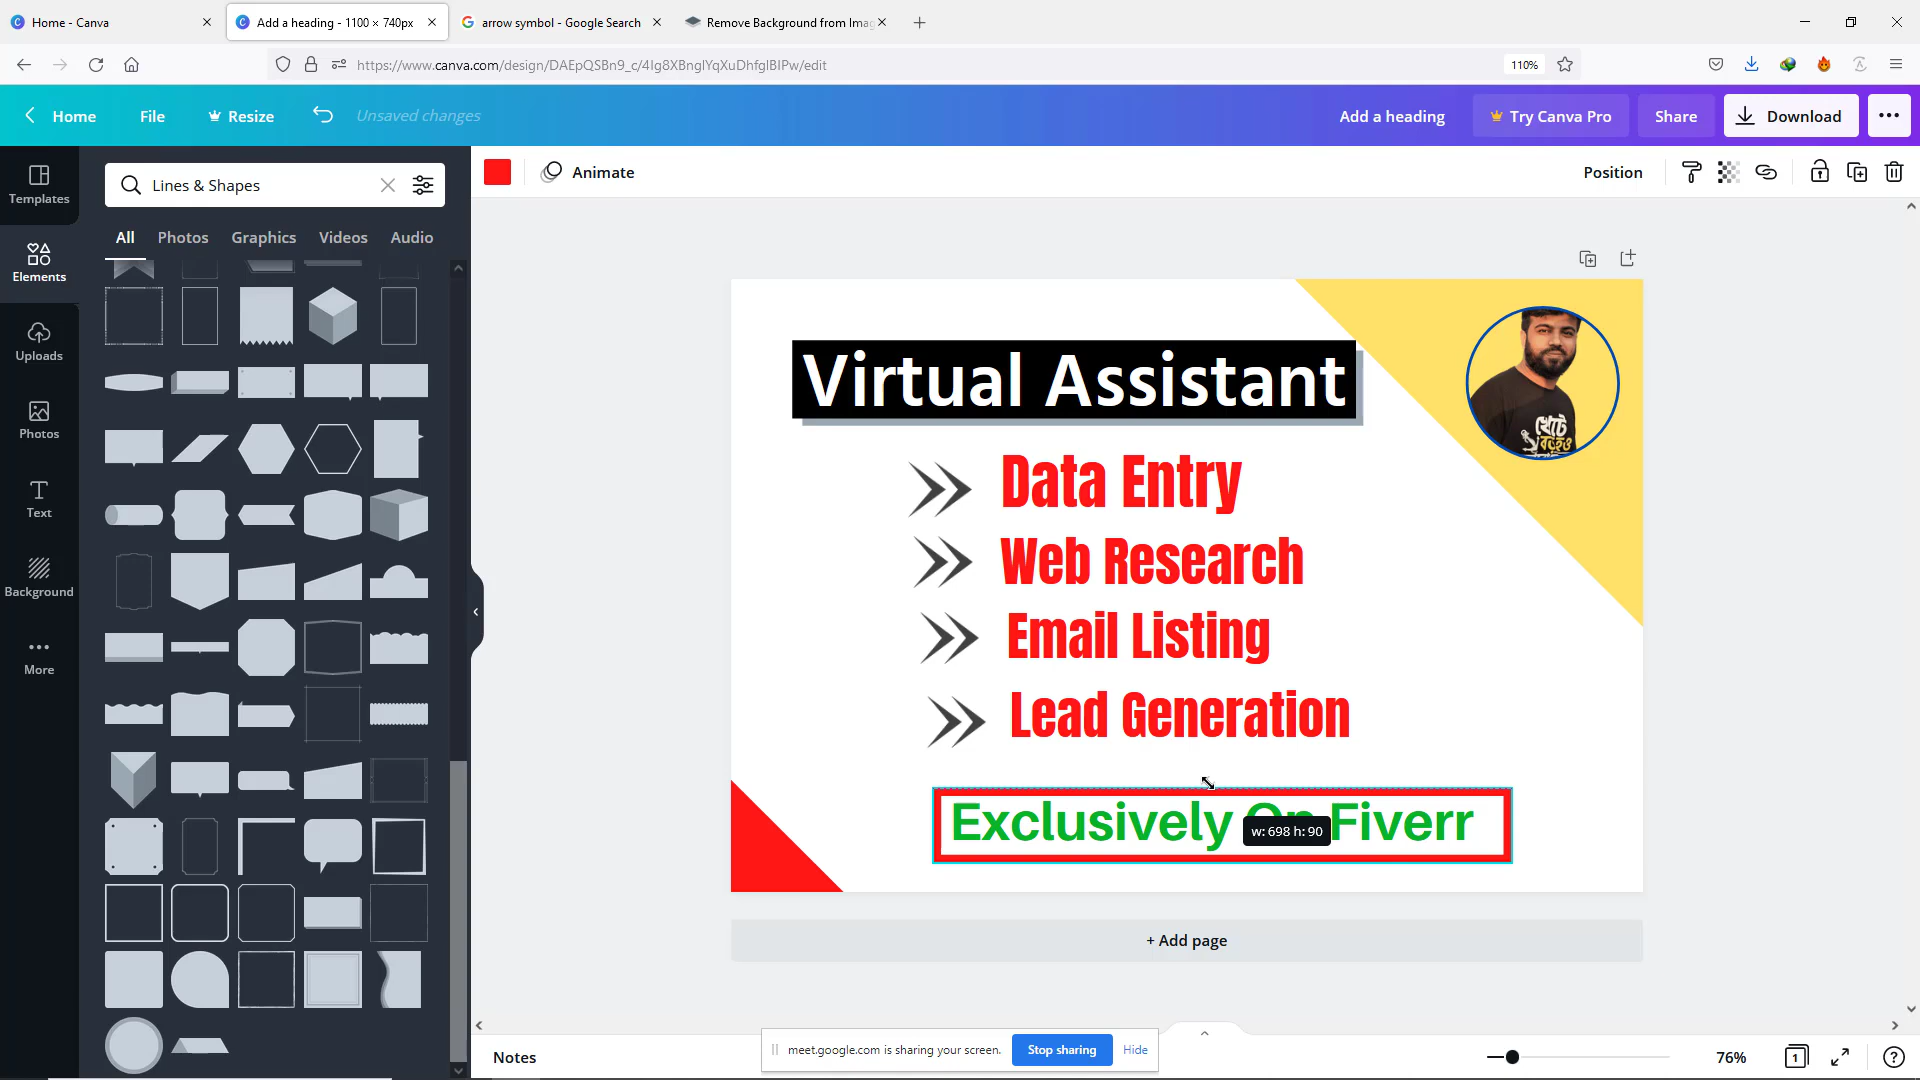 Home - Canva
Add a heading - 1100 × 740px
arrow symbol - Google Search
Remove Background from Imag
https://www.canva.com/design/DAEpQSBn9_c/4Ig8XBnglYqXuDhfglBIPw/edit
110%
Home
File
Resize
Unsaved changes
Add a heading
Try Canva Pro
Share
Download
Templates
Elements
Uploads
Photos
Text
Background
More
Lines & Shapes
All
Photos
Graphics
Videos
Audio
Animate
Position
Virtual Assistant
Data Entry
Web Research
Email Listing
Lead Generation
Exclusively On Fiverr
w: 698 h: 90
+ Add page
Notes
meet.google.com is sharing your screen.
Stop sharing
Hide
76%
1